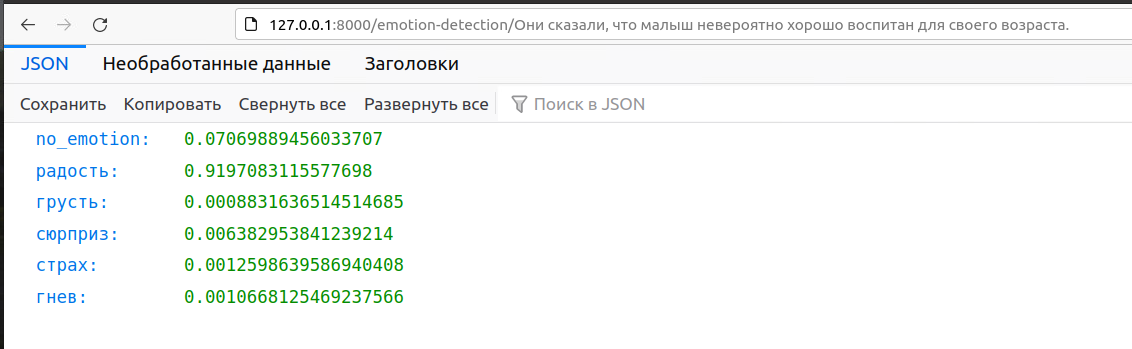 127.0.0.1:8000/emotion-detection/Они сказали, что малыш невероятно хорошо воспитан для своего возраста.
JSON Необработанные данные Заголовки
Сохранить Копировать Свернуть все Развернуть все Поиск в JSON
no_emotion: 0.07069889456033707
радость: 0.9197083115577698
грусть: 0.0008831636514514685
сюрприз: 0.006382953841239214
страх: 0.0012598639586940408
гнев: 0.0010668125469237566